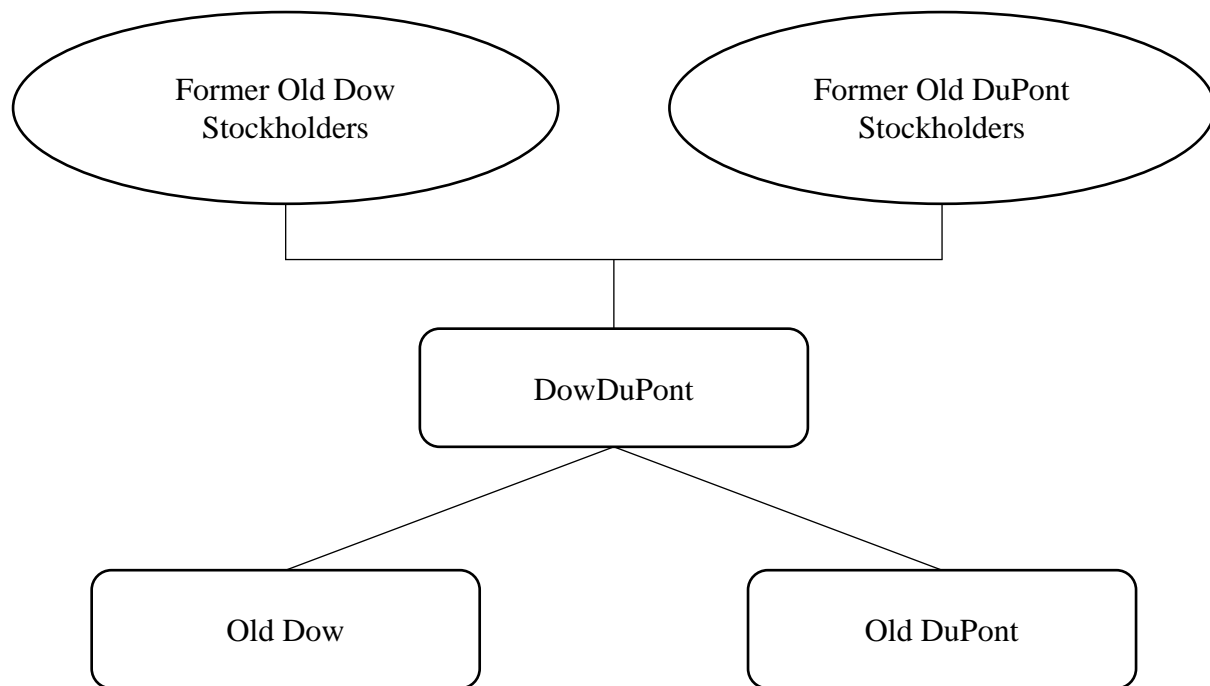 Former Old Dow
Stockholders
Former Old DuPont
Stockholders
DowDuPont
Old Dow
Old DuPont